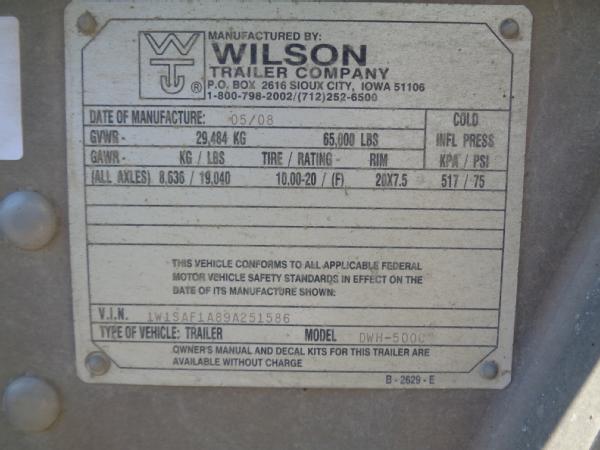 MANUFACTURED BY:
WILSON
TRAILER COMPANY
P.O. BOX 2616 SIOUX CITY, IOWA 51106
1-800-798-2002/(712)252-6500
WT ®
DATE OF MANUFACTURE: 05/08 COLD
GVWR- 29,484 KG 65,000 LBS INFL PRESS
GAWR- KG / LBS TIRE / RATING- RIM KPA / PSI
(ALL AXLES) 8,636 / 19,040 10.00-20 / (F) 20X7.5 517 / 75
THIS VEHICLE CONFORMS TO ALL APPLICABLE FEDERAL
MOTOR VEHICLE SAFETY STANDARDS IN EFFECT ON THE
DATE OF ITS MANUFACTURE SHOWN:
V.I.N. 1W1SAF1A89A251586
TYPE OF VEHICLE: TRAILER MODEL DWH-500C
OWNER'S MANUAL AND DECAL KITS FOR THIS TRAILER ARE
AVAILABLE WITHOUT CHARGE
B - 2629 - E